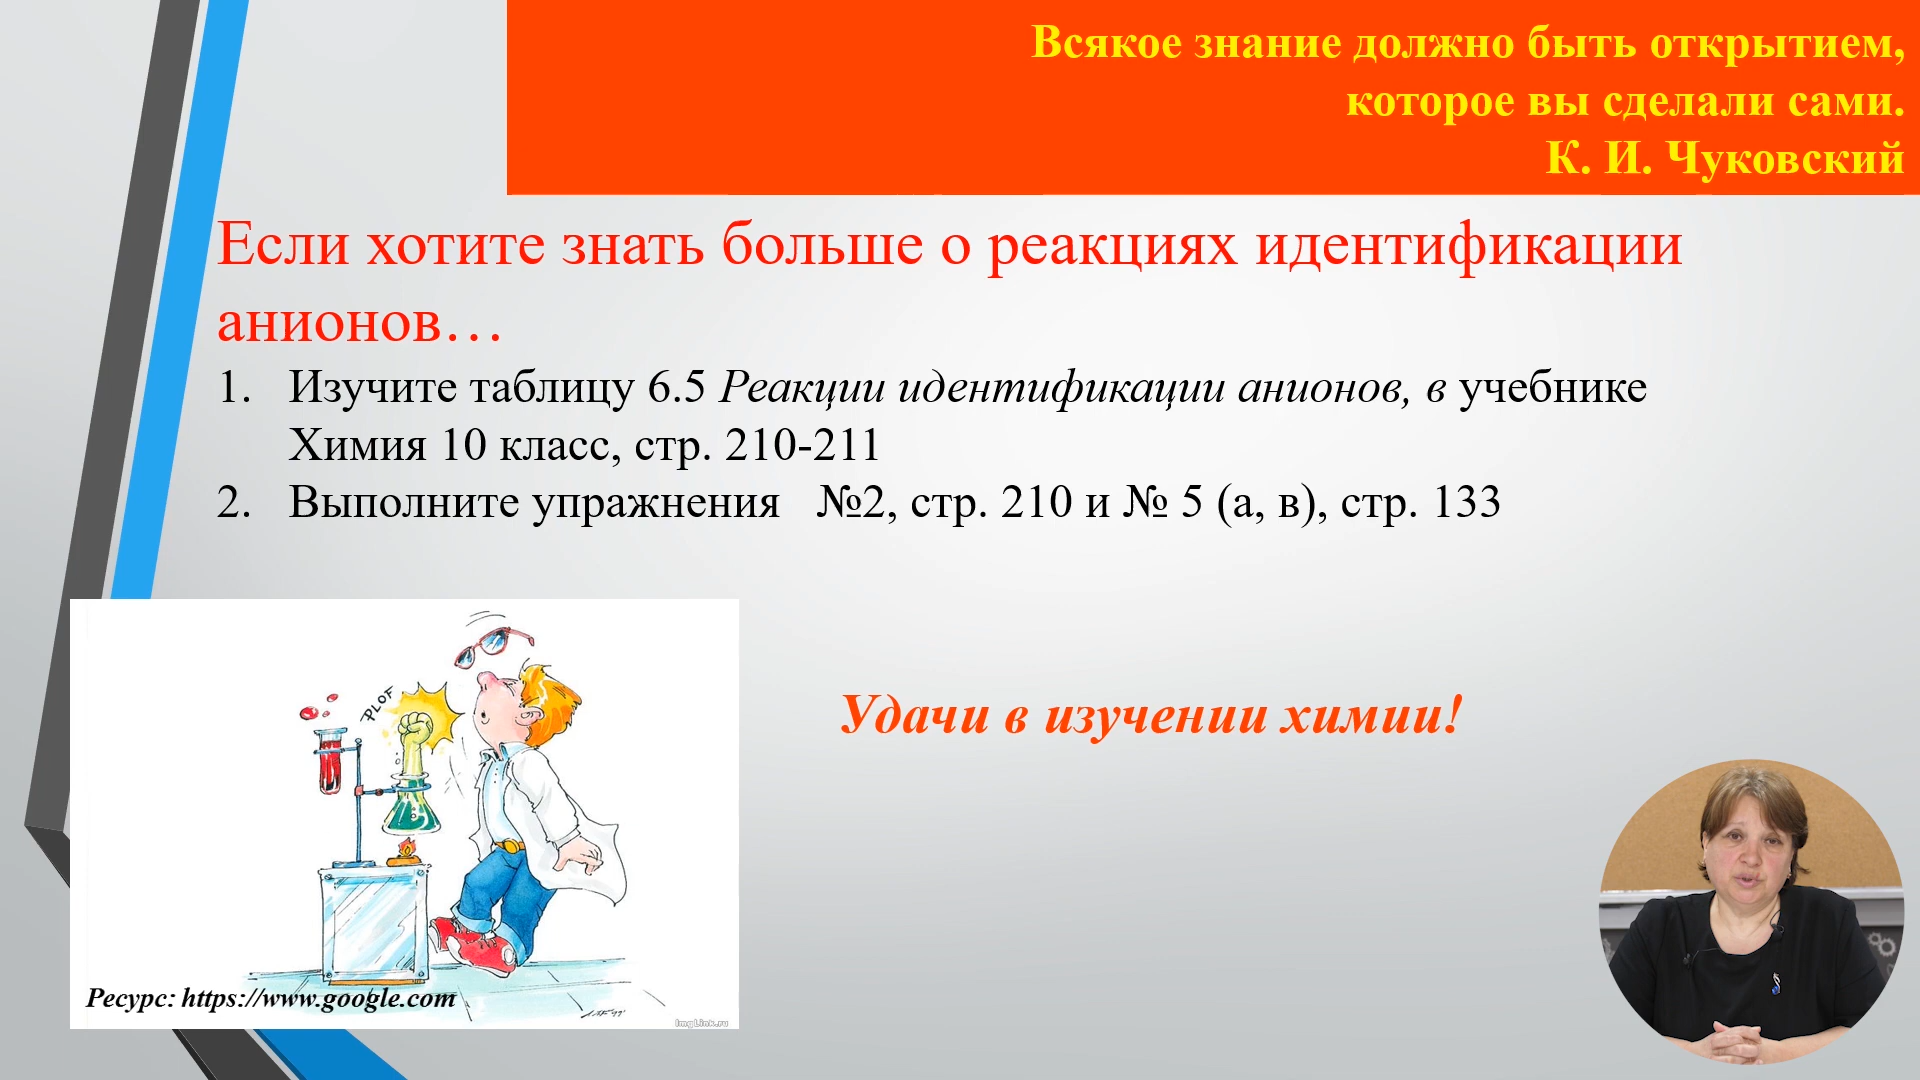 Всякое знание должно быть открытием,
которое вы сделали сами.
К. И. Чуковский
Если хотите знать больше о реакциях идентификации
анионов…
1. Изучите таблицу 6.5 Реакции идентификации анионов, в учебнике
Химия 10 класс, стр. 210-211
2. Выполните упражнения №2, стр. 210 и № 5 (а, в), стр. 133
PLOF
Удачи в изучении химии!
Ресурс: https://www.google.com
imgLink.ru